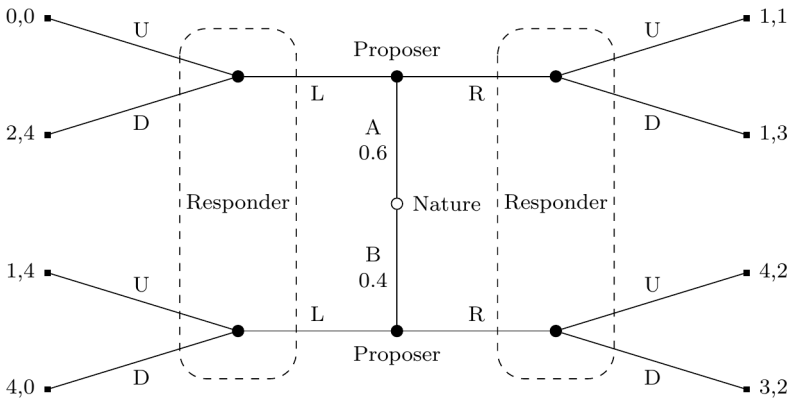 0,0
U
U
1,1
Proposer
L
R
2,4
D
D
1,3
A
0.6
Responder
Nature
Responder
B
0.4
1,4
U
U
4,2
L
R
Proposer
4,0
D
D
3,2